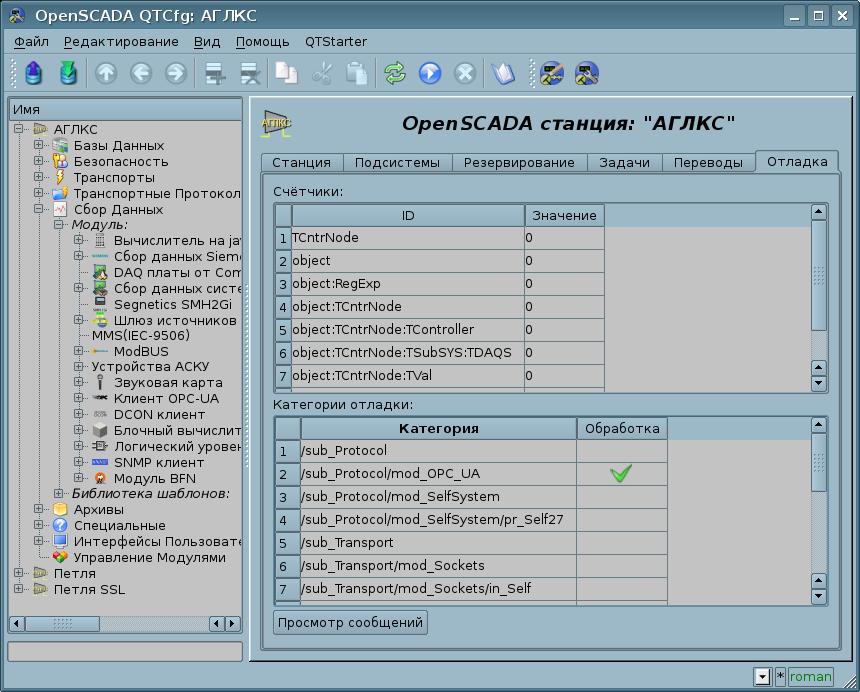 OpenSCADA QTCfg: АГЛКС
Файл Редактирование Вид Помощь QTStarter
Имя
АГЛКС
Базы Данных
Безопасность
Транспорты
Транспортные Протокол
Сбор Данных
Модуль:
Вычислитель на ja
Сбор данных Siem
DAQ платы от Com
Сбор данных систе
Segnetics SMH2Gi
Шлюз источников
MMS(IEC-9506)
ModBUS
Устройства АСКУ
Звуковая карта
Клиент OPC-UA
DCON клиент
Блочный вычислит
Логический уровен
SNMP клиент
Модуль BFN
Библиотека шаблонов:
Архивы
Специальные
Интерфейсы Пользовате
Управление Модулями
Петля
Петля SSL
АГЛКС
OpenSCADA станция: "АГЛКС"
Станция Подсистемы Резервирование Задачи Переводы Отладка
Счётчики:
ID Значение
1 TCntrNode 0
2 object 0
3 object:RegExp 0
4 object:TCntrNode 0
5 object:TCntrNode:TController 0
6 object:TCntrNode:TSubSYS:TDAQS 0
7 object:TCntrNode:TVal 0
Категории отладки:
Категория Обработка
1 /sub_Protocol
2 /sub_Protocol/mod_OPC_UA
3 /sub_Protocol/mod_SelfSystem
4 /sub_Protocol/mod_SelfSystem/pr_Self27
5 /sub_Transport
6 /sub_Transport/mod_Sockets
7 /sub_Transport/mod_Sockets/in_Self
Просмотр сообщений
* roman